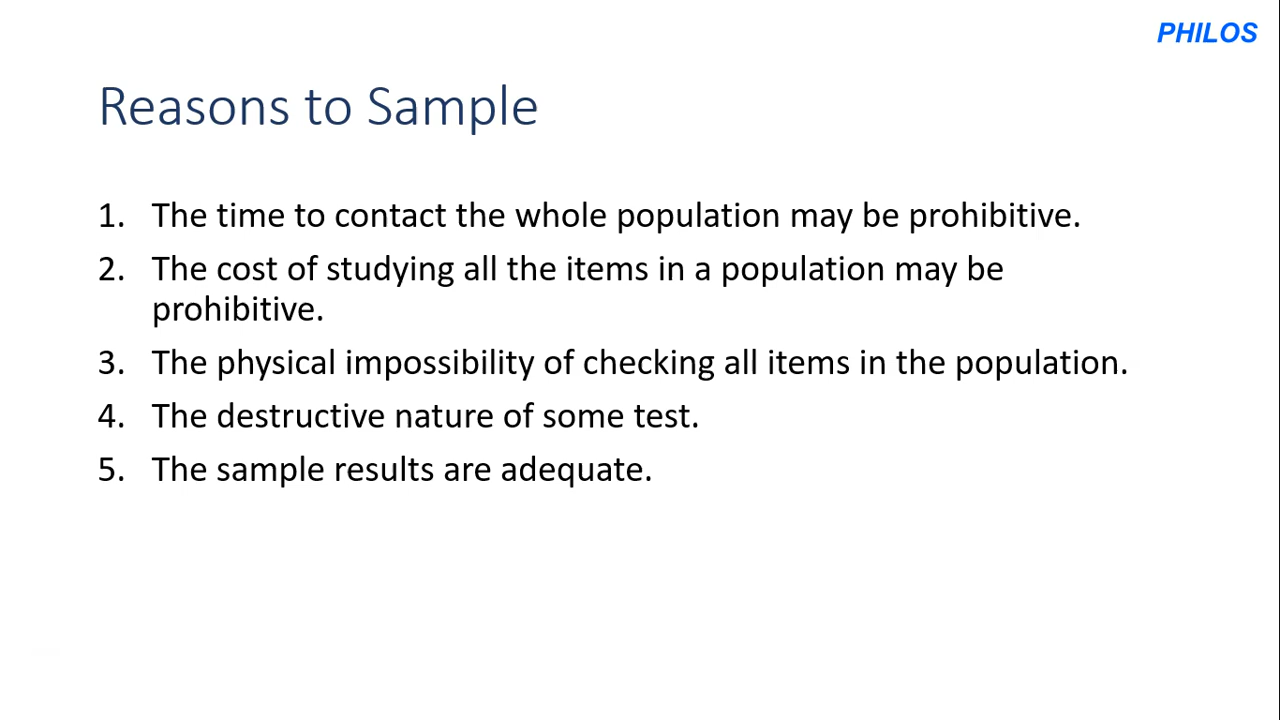 PHILOS
Reasons to Sample
1. The time to contact the whole population may be prohibitive.
2. The cost of studying all the items in a population may be
prohibitive.
3. The physical impossibility of checking all items in the population.
4. The destructive nature of some test.
5. The sample results are adequate.